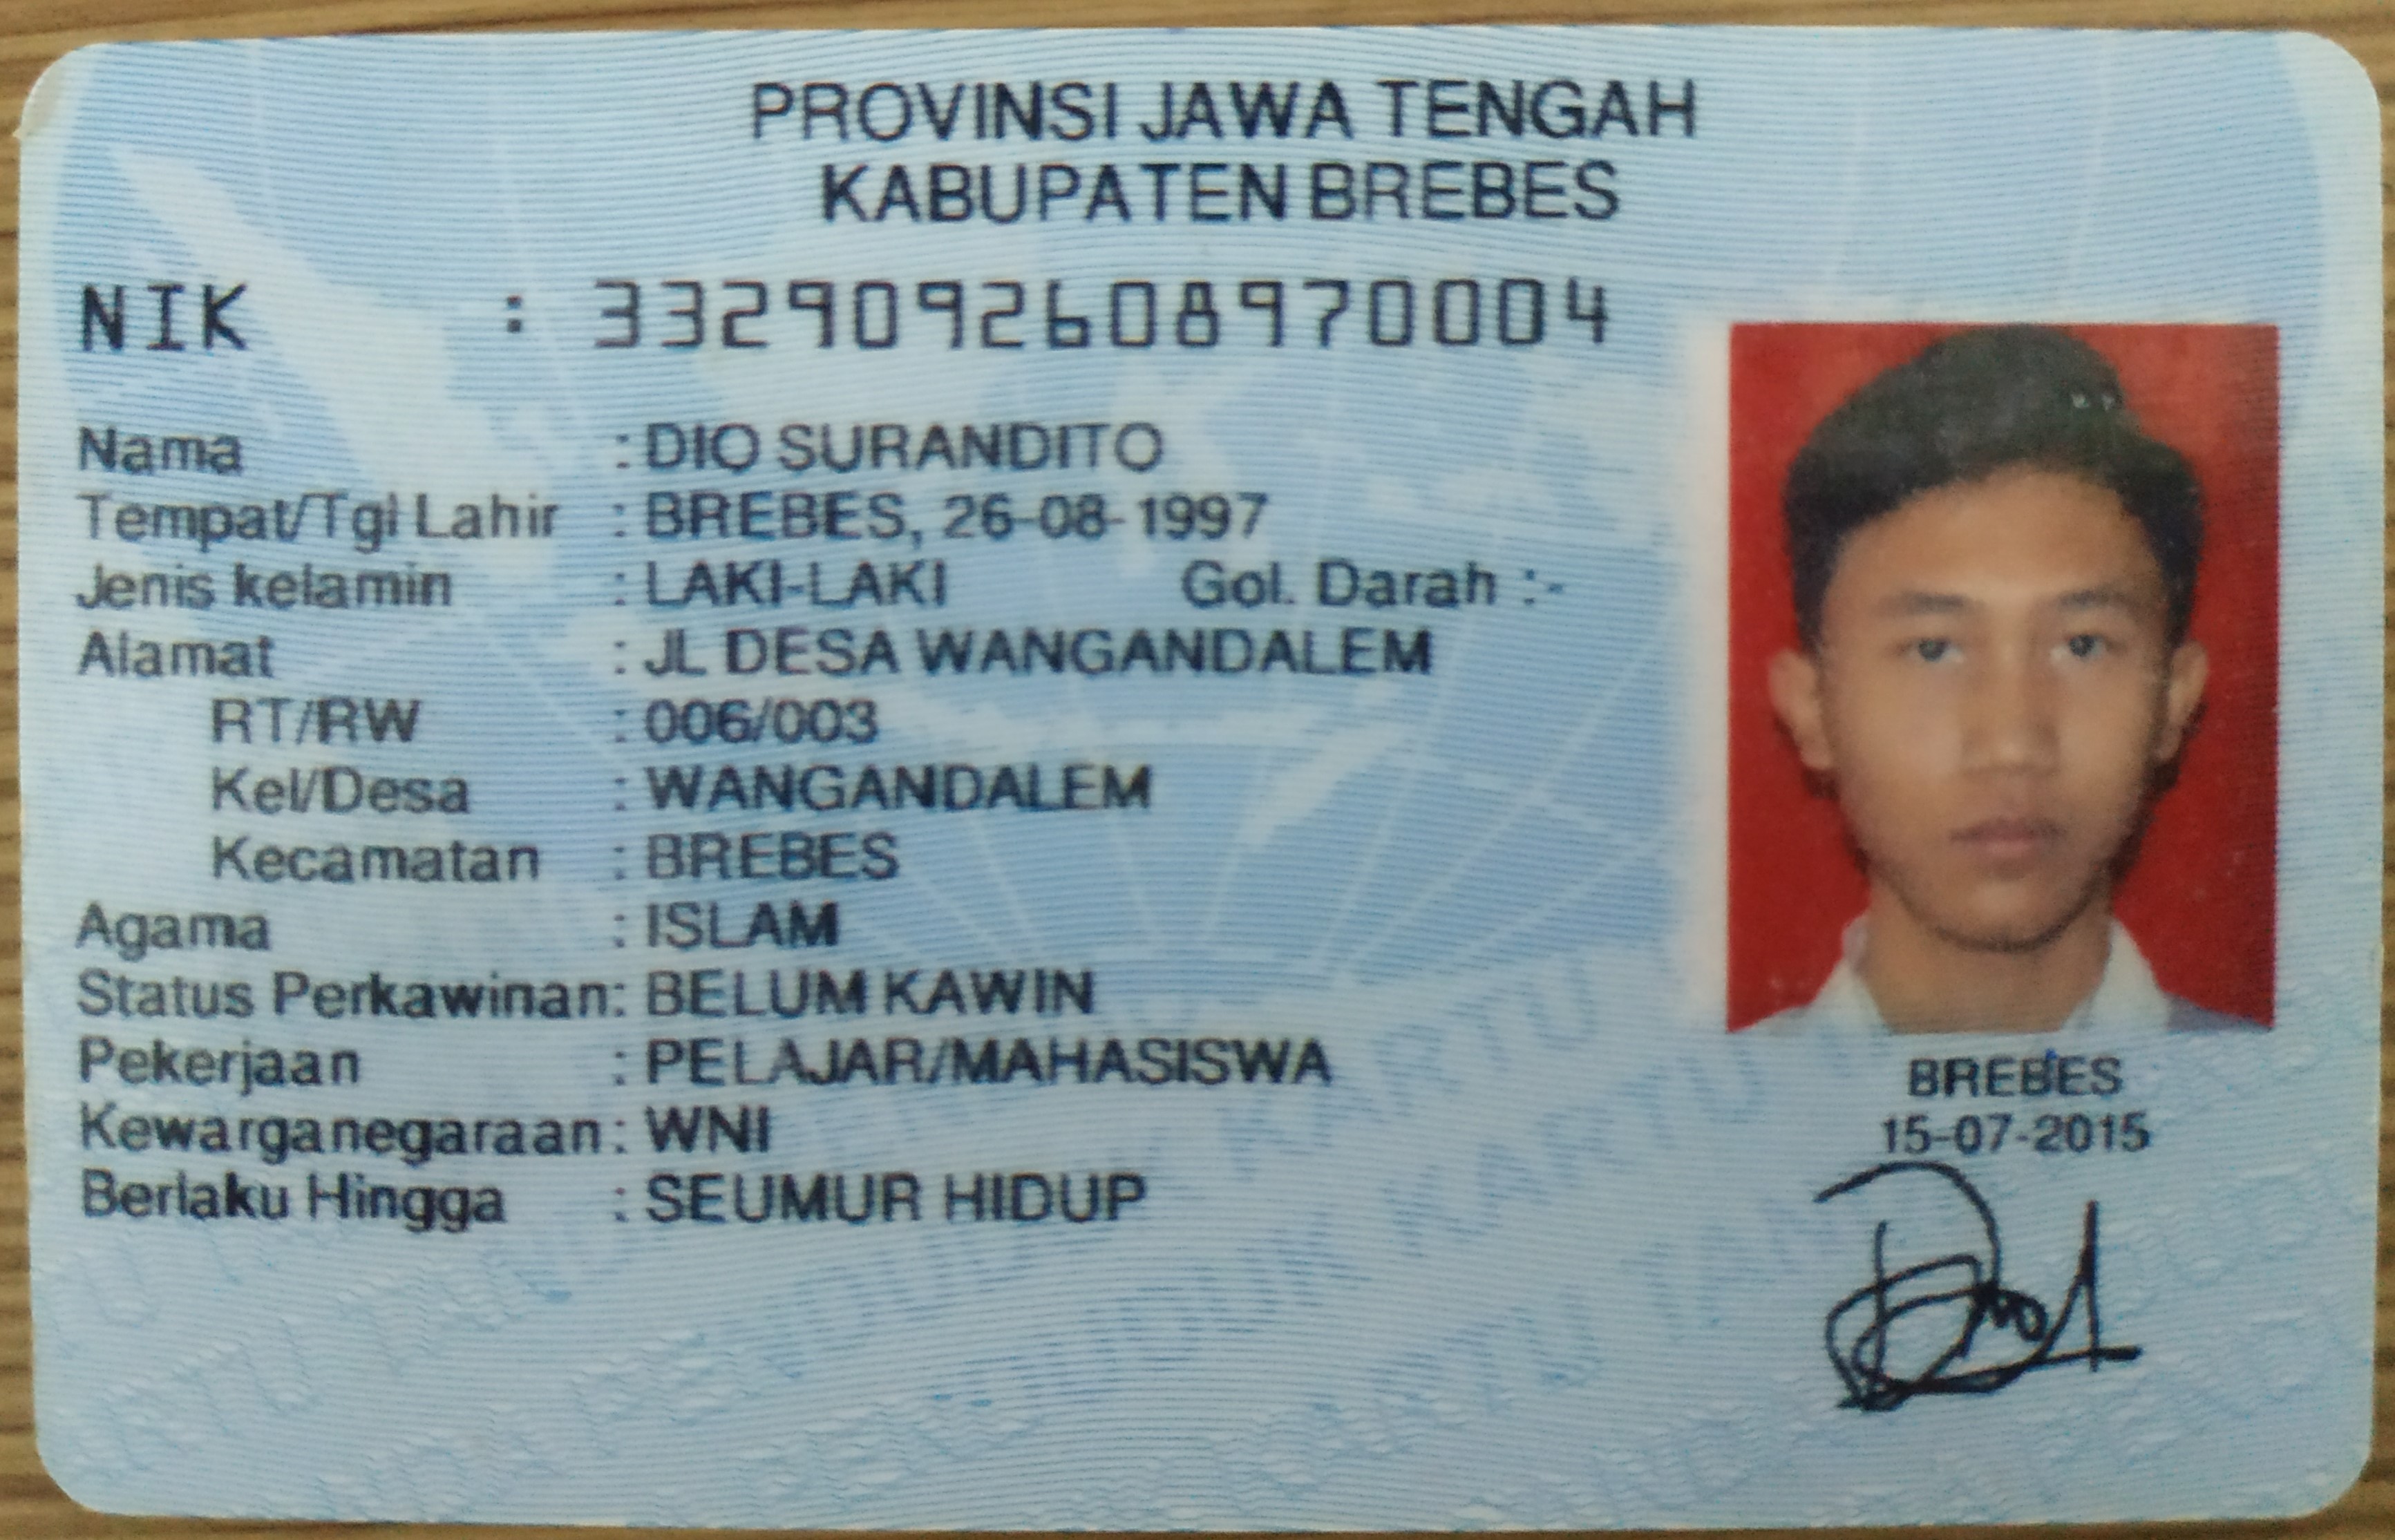 PROVINSI JAWA TENGAH
KABUPATEN BREBES
NIK : 3329092608970004
Nama : DIO SURANDITO
Tempat/Tgl Lahir : BREBES, 26-08-1997
Jenis kelamin : LAKI-LAKI Gol. Darah :-
Alamat : JL DESA WANGANDALEM
RT/RW : 006/003
Kel/Desa : WANGANDALEM
Kecamatan : BREBES
Agama : ISLAM
Status Perkawinan: BELUM KAWIN
Pekerjaan : PELAJAR/MAHASISWA
Kewarganegaraan: WNI
Berlaku Hingga : SEUMUR HIDUP
BREBES
15-07-2015